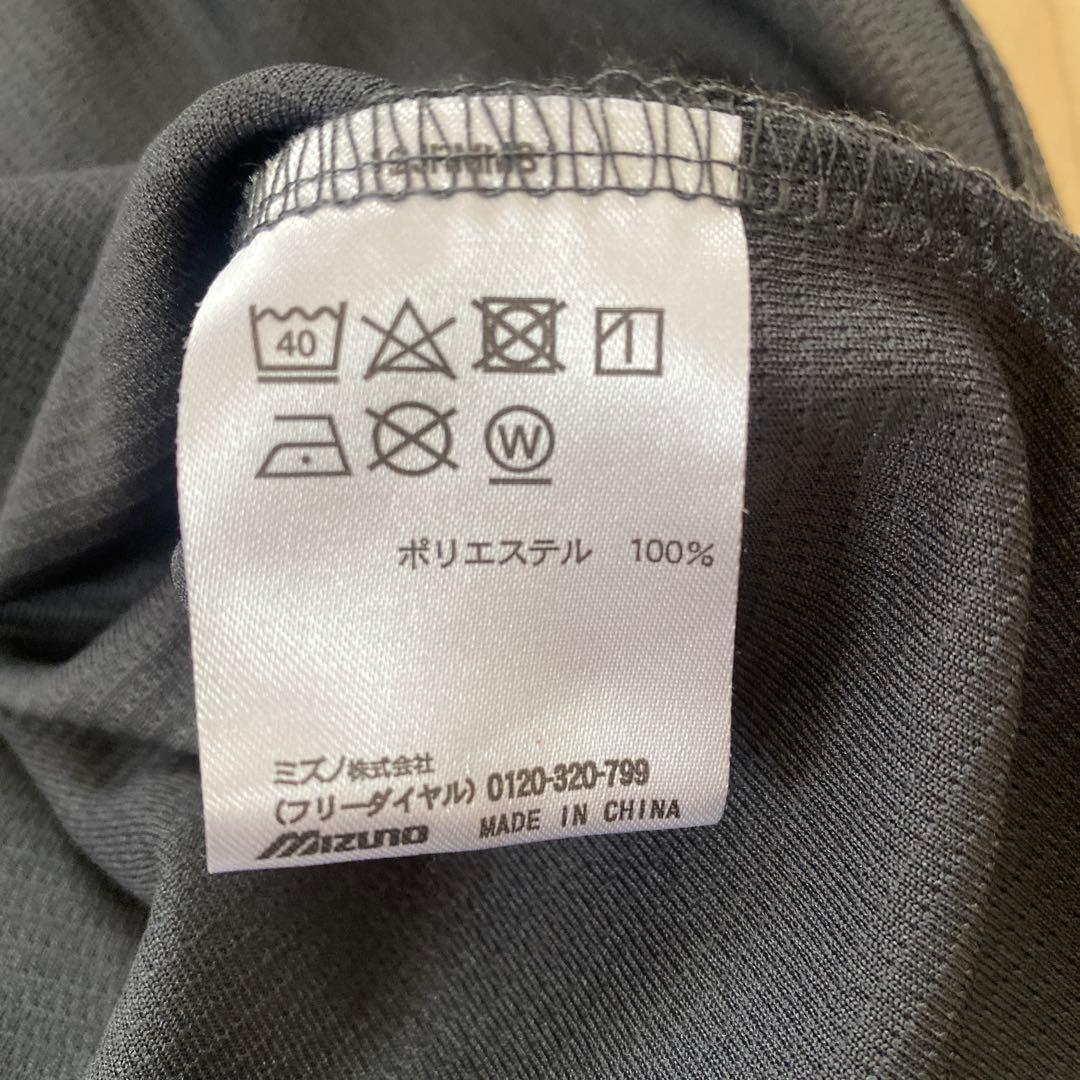 40
W
ポリエステル 100%
ミズノ株式会社
(フリーダイヤル) 0120-320-799
MIZUNO MADE IN CHINA